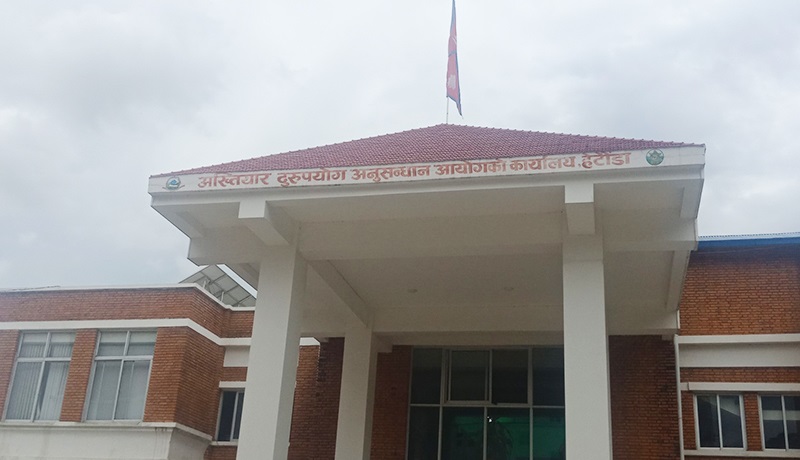 अख्तियार दुरुपयोग अनुसन्धान आयोगको कार्यालय हेटौंडा